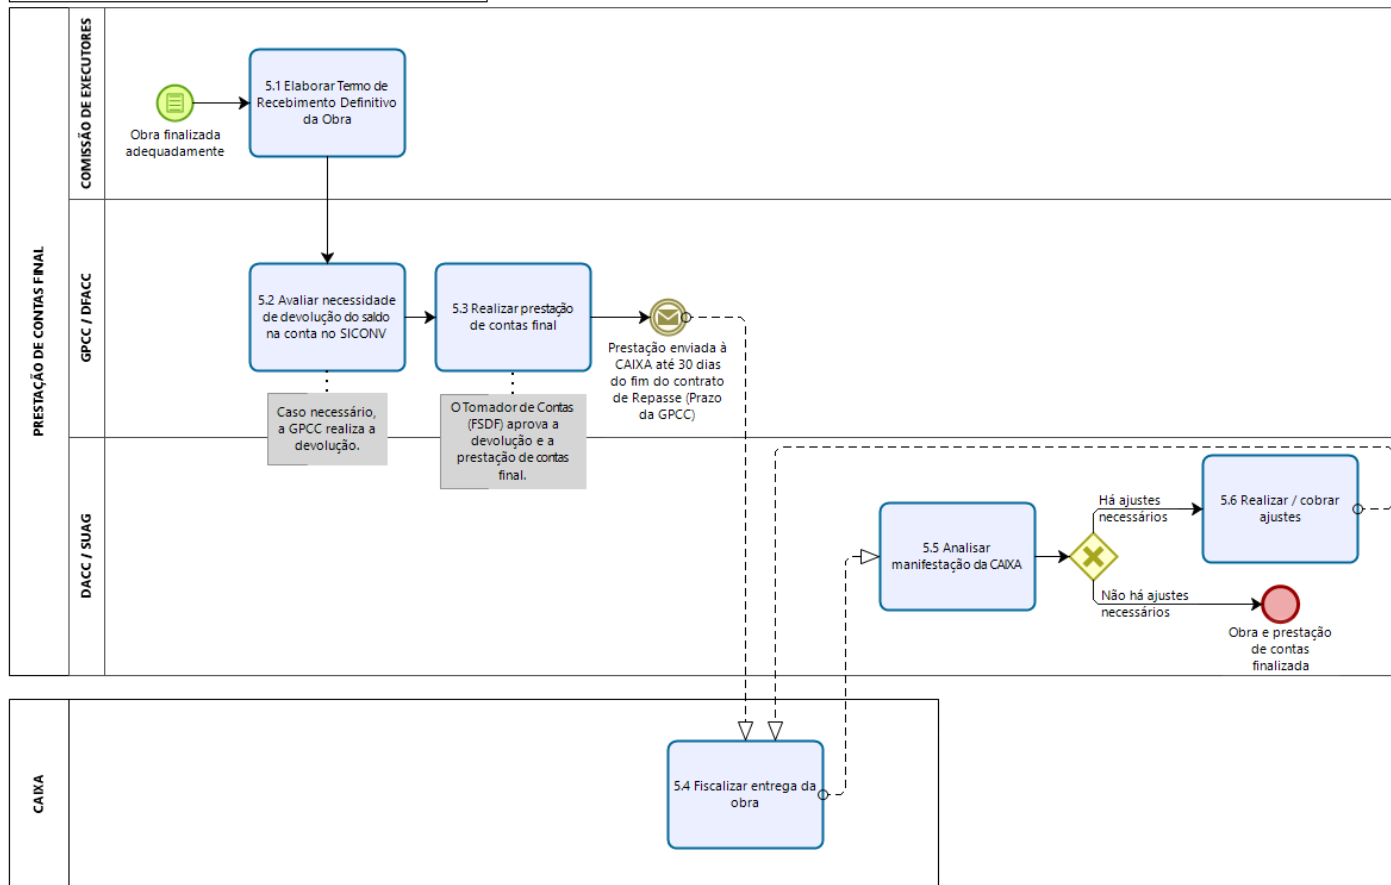 PRESTAÇÃO DE CONTAS FINAL
COMISSÃO DE EXECUTORES
Obra finalizada
adequadamente
5.1 Elaborar Termo de
Recebimento Definitivo
da Obra
GPCC / DFACC
5.2 Avaliar necessidade
de devolução do saldo
na conta no SICONV
Caso necessário,
a GPCC realiza a
devolução.
5.3 Realizar prestação
de contas final
O Tomador de Contas
(FSDF) aprova a
devolução e a
prestação de contas
final.
Prestação enviada à
CAIXA até 30 dias
do fim do contrato
de Repasse (Prazo
da GPCC)
DACC / SUAG
5.5 Analisar
manifestação da CAIXA
Há ajustes
necessários
5.6 Realizar / cobrar
ajustes
Não há ajustes
necessários
Obra e prestação
de contas
finalizada
CAIXA
5.4 Fiscalizar entrega da
obra